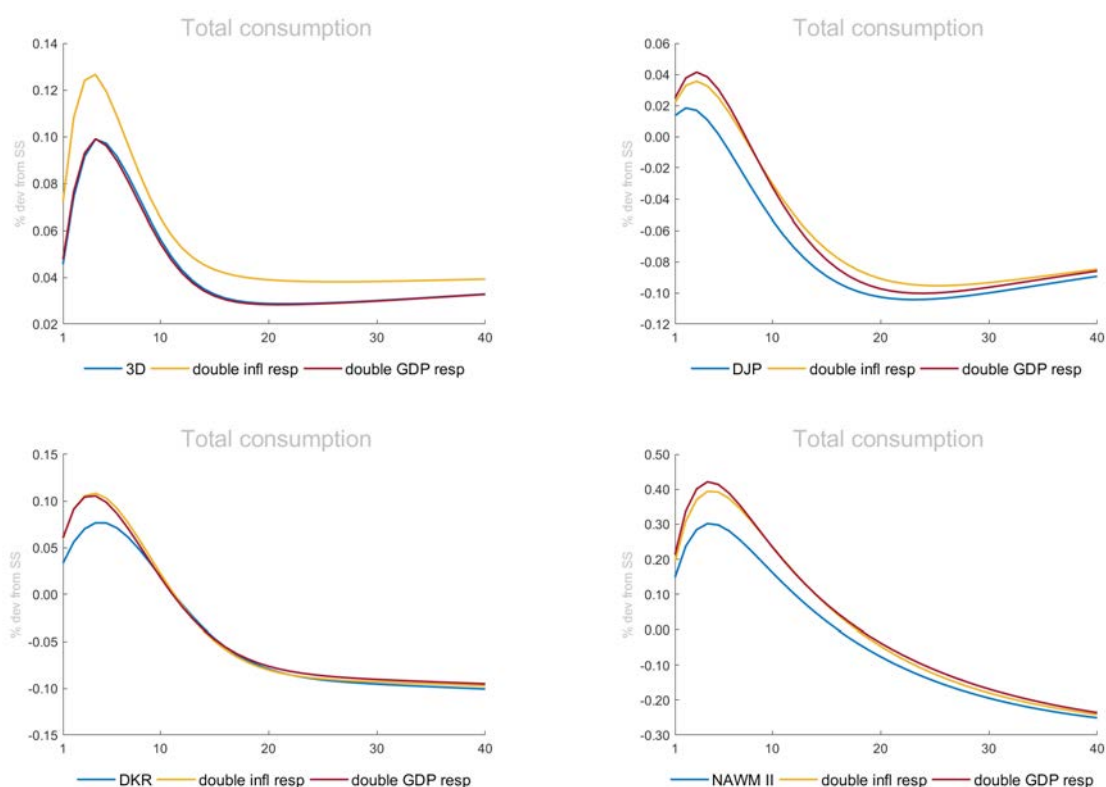 Total consumption
% dev from SS
0.14
0.12
0.10
0.08
0.06
0.04
0.02
1 10 20 30 40
3D double infl resp double GDP resp
Total consumption
% dev from SS
0.06
0.04
0.02
0.00
-0.02
-0.04
-0.06
-0.08
-0.10
-0.12
1 10 20 30 40
DJP double infl resp double GDP resp
Total consumption
% dev from SS
0.15
0.10
0.05
0.00
-0.05
-0.10
-0.15
1 10 20 30 40
DKR double infl resp double GDP resp
Total consumption
% dev from SS
0.50
0.40
0.30
0.20
0.10
0.00
-0.10
-0.20
-0.30
1 10 20 30 40
NAWM II double infl resp double GDP resp